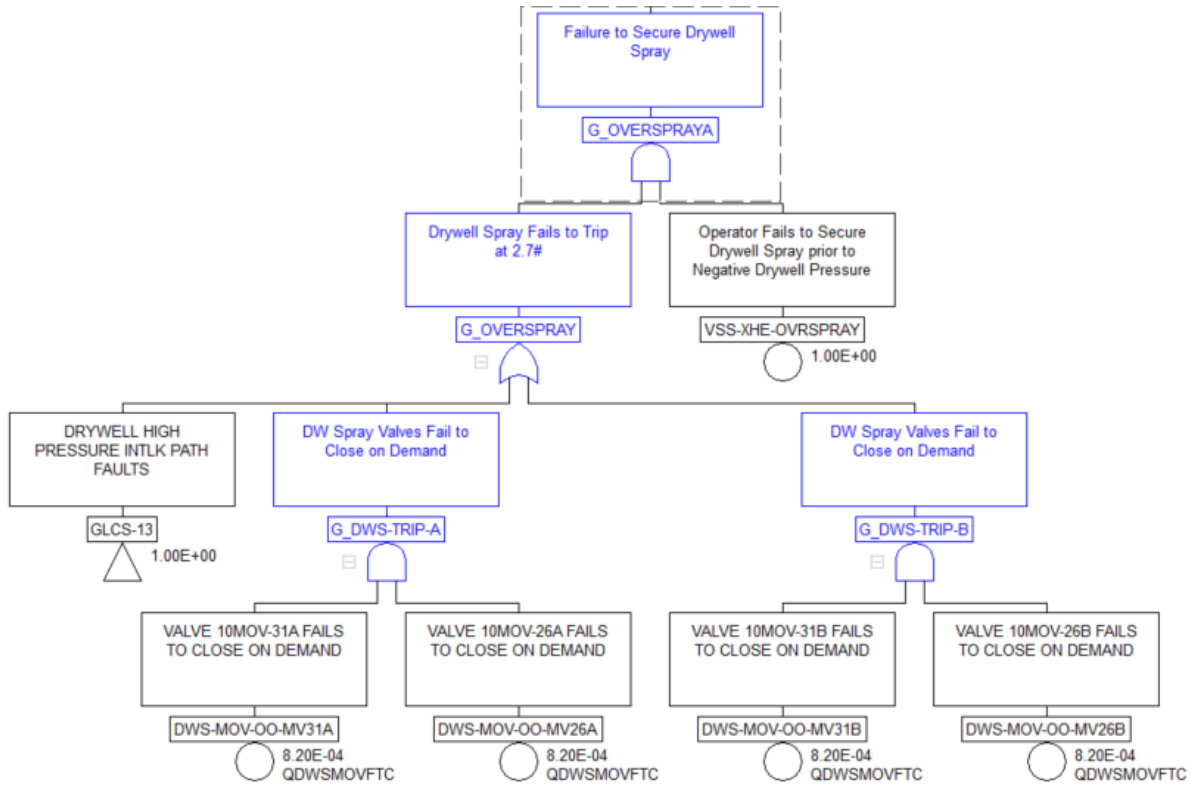 Failure to Secure Drywell
Spray
G_OVERSPRAYA
Drywell Spray Fails to Trip
at 2.7#
G_OVERSPRAY
Operator Fails to Secure
Drywell Spray prior to
Negative Drywell Pressure
VSS-XHE-OVRSPRAY
1.00E+00
DRYWELL HIGH
PRESSURE INTLK PATH
FAULTS
GLCS-13
1.00E+00
DW Spray Valves Fail to
Close on Demand
G_DWS-TRIP-A
DW Spray Valves Fail to
Close on Demand
G_DWS-TRIP-B
VALVE 10MOV-31A FAILS
TO CLOSE ON DEMAND
DWS-MOV-OO-MV31A
8.20E-04
QDWSMOVFTC
VALVE 10MOV-26A FAILS
TO CLOSE ON DEMAND
DWS-MOV-OO-MV26A
8.20E-04
QDWSMOVFTC
VALVE 10MOV-31B FAILS
TO CLOSE ON DEMAND
DWS-MOV-OO-MV31B
8.20E-04
QDWSMOVFTC
VALVE 10MOV-26B FAILS
TO CLOSE ON DEMAND
DWS-MOV-OO-MV26B
8.20E-04
QDWSMOVFTC